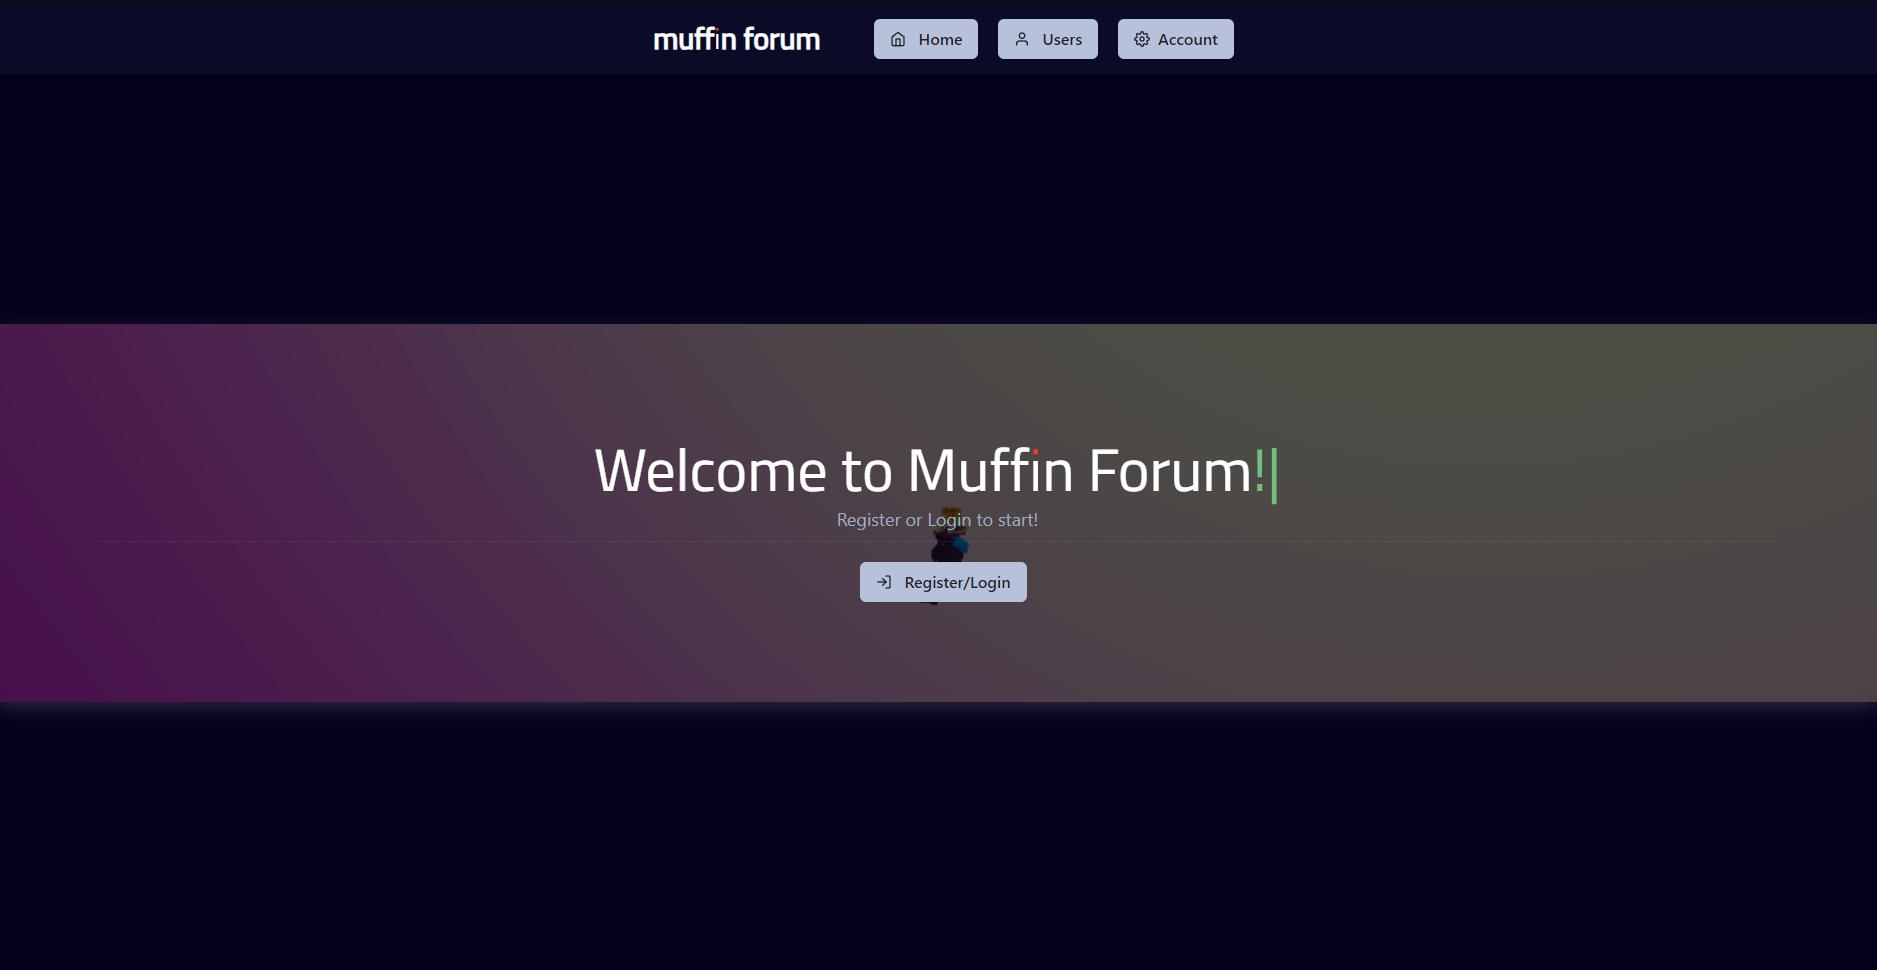 muffin forum
Home
Users
Account
Welcome to Muffin Forum!|
Register or Login to start!
Register/Login